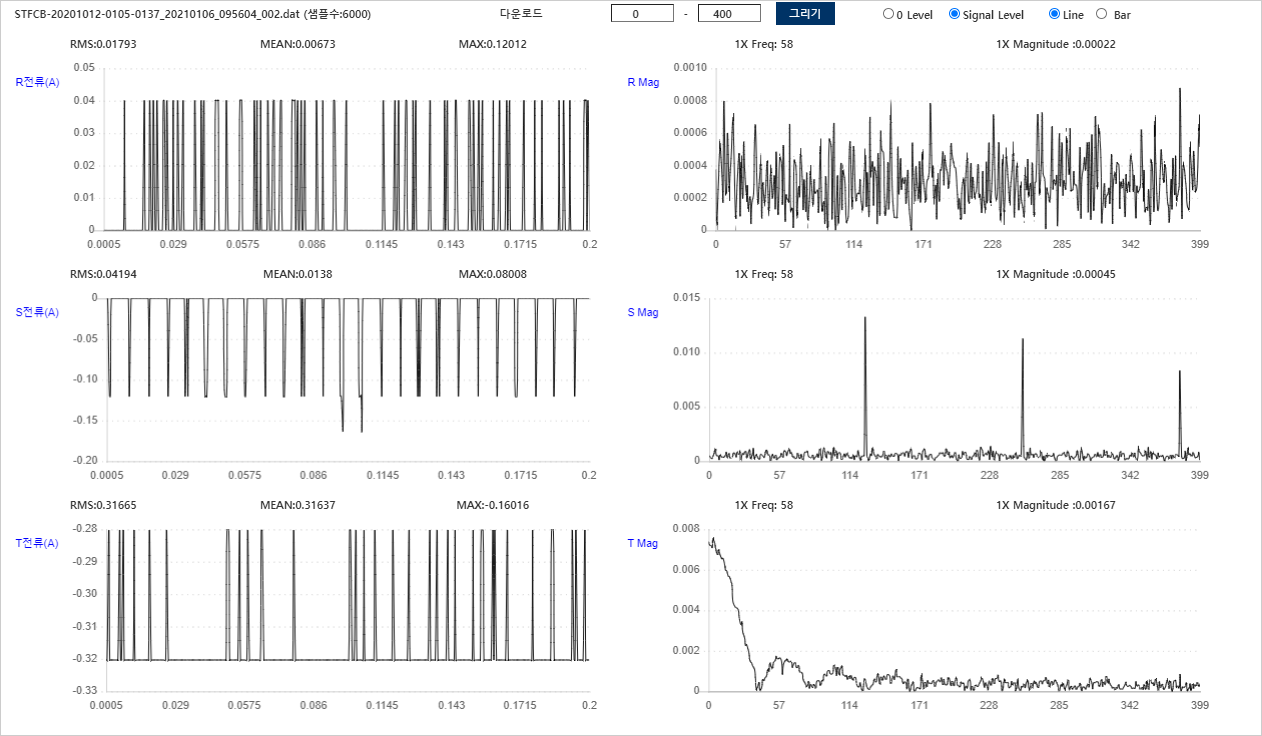 STFCB-20201012-0105-0137_20210106_095604_002.dat (샘플수:6000) 다운로드 0 - 400 그리기 0 Level Signal Level Line Bar
RMS:0.01793 MEAN:0.00673 MAX:0.12012 1X Freq: 58 1X Magnitude :0.00022
R전류(A)
0.05
0.04
0.03
0.02
0.01
0
0.0005 0.029 0.0575 0.086 0.1145 0.143 0.1715 0.2
R Mag
0.0010
0.0008
0.0006
0.0004
0.0002
0
0 57 114 171 228 285 342 399
RMS:0.04194 MEAN:0.0138 MAX:0.08008 1X Freq: 58 1X Magnitude :0.00045
S전류(A)
0
-0.05
-0.10
-0.15
-0.20
0.0005 0.029 0.0575 0.086 0.1145 0.143 0.1715 0.2
S Mag
0.015
0.010
0.005
0
0 57 114 171 228 285 342 399
RMS:0.31665 MEAN:0.31637 MAX:-0.16016 1X Freq: 58 1X Magnitude :0.00167
T전류(A)
-0.28
-0.29
-0.30
-0.31
-0.32
-0.33
0.0005 0.029 0.0575 0.086 0.1145 0.143 0.1715 0.2
T Mag
0.008
0.006
0.004
0.002
0
0 57 114 171 228 285 342 399